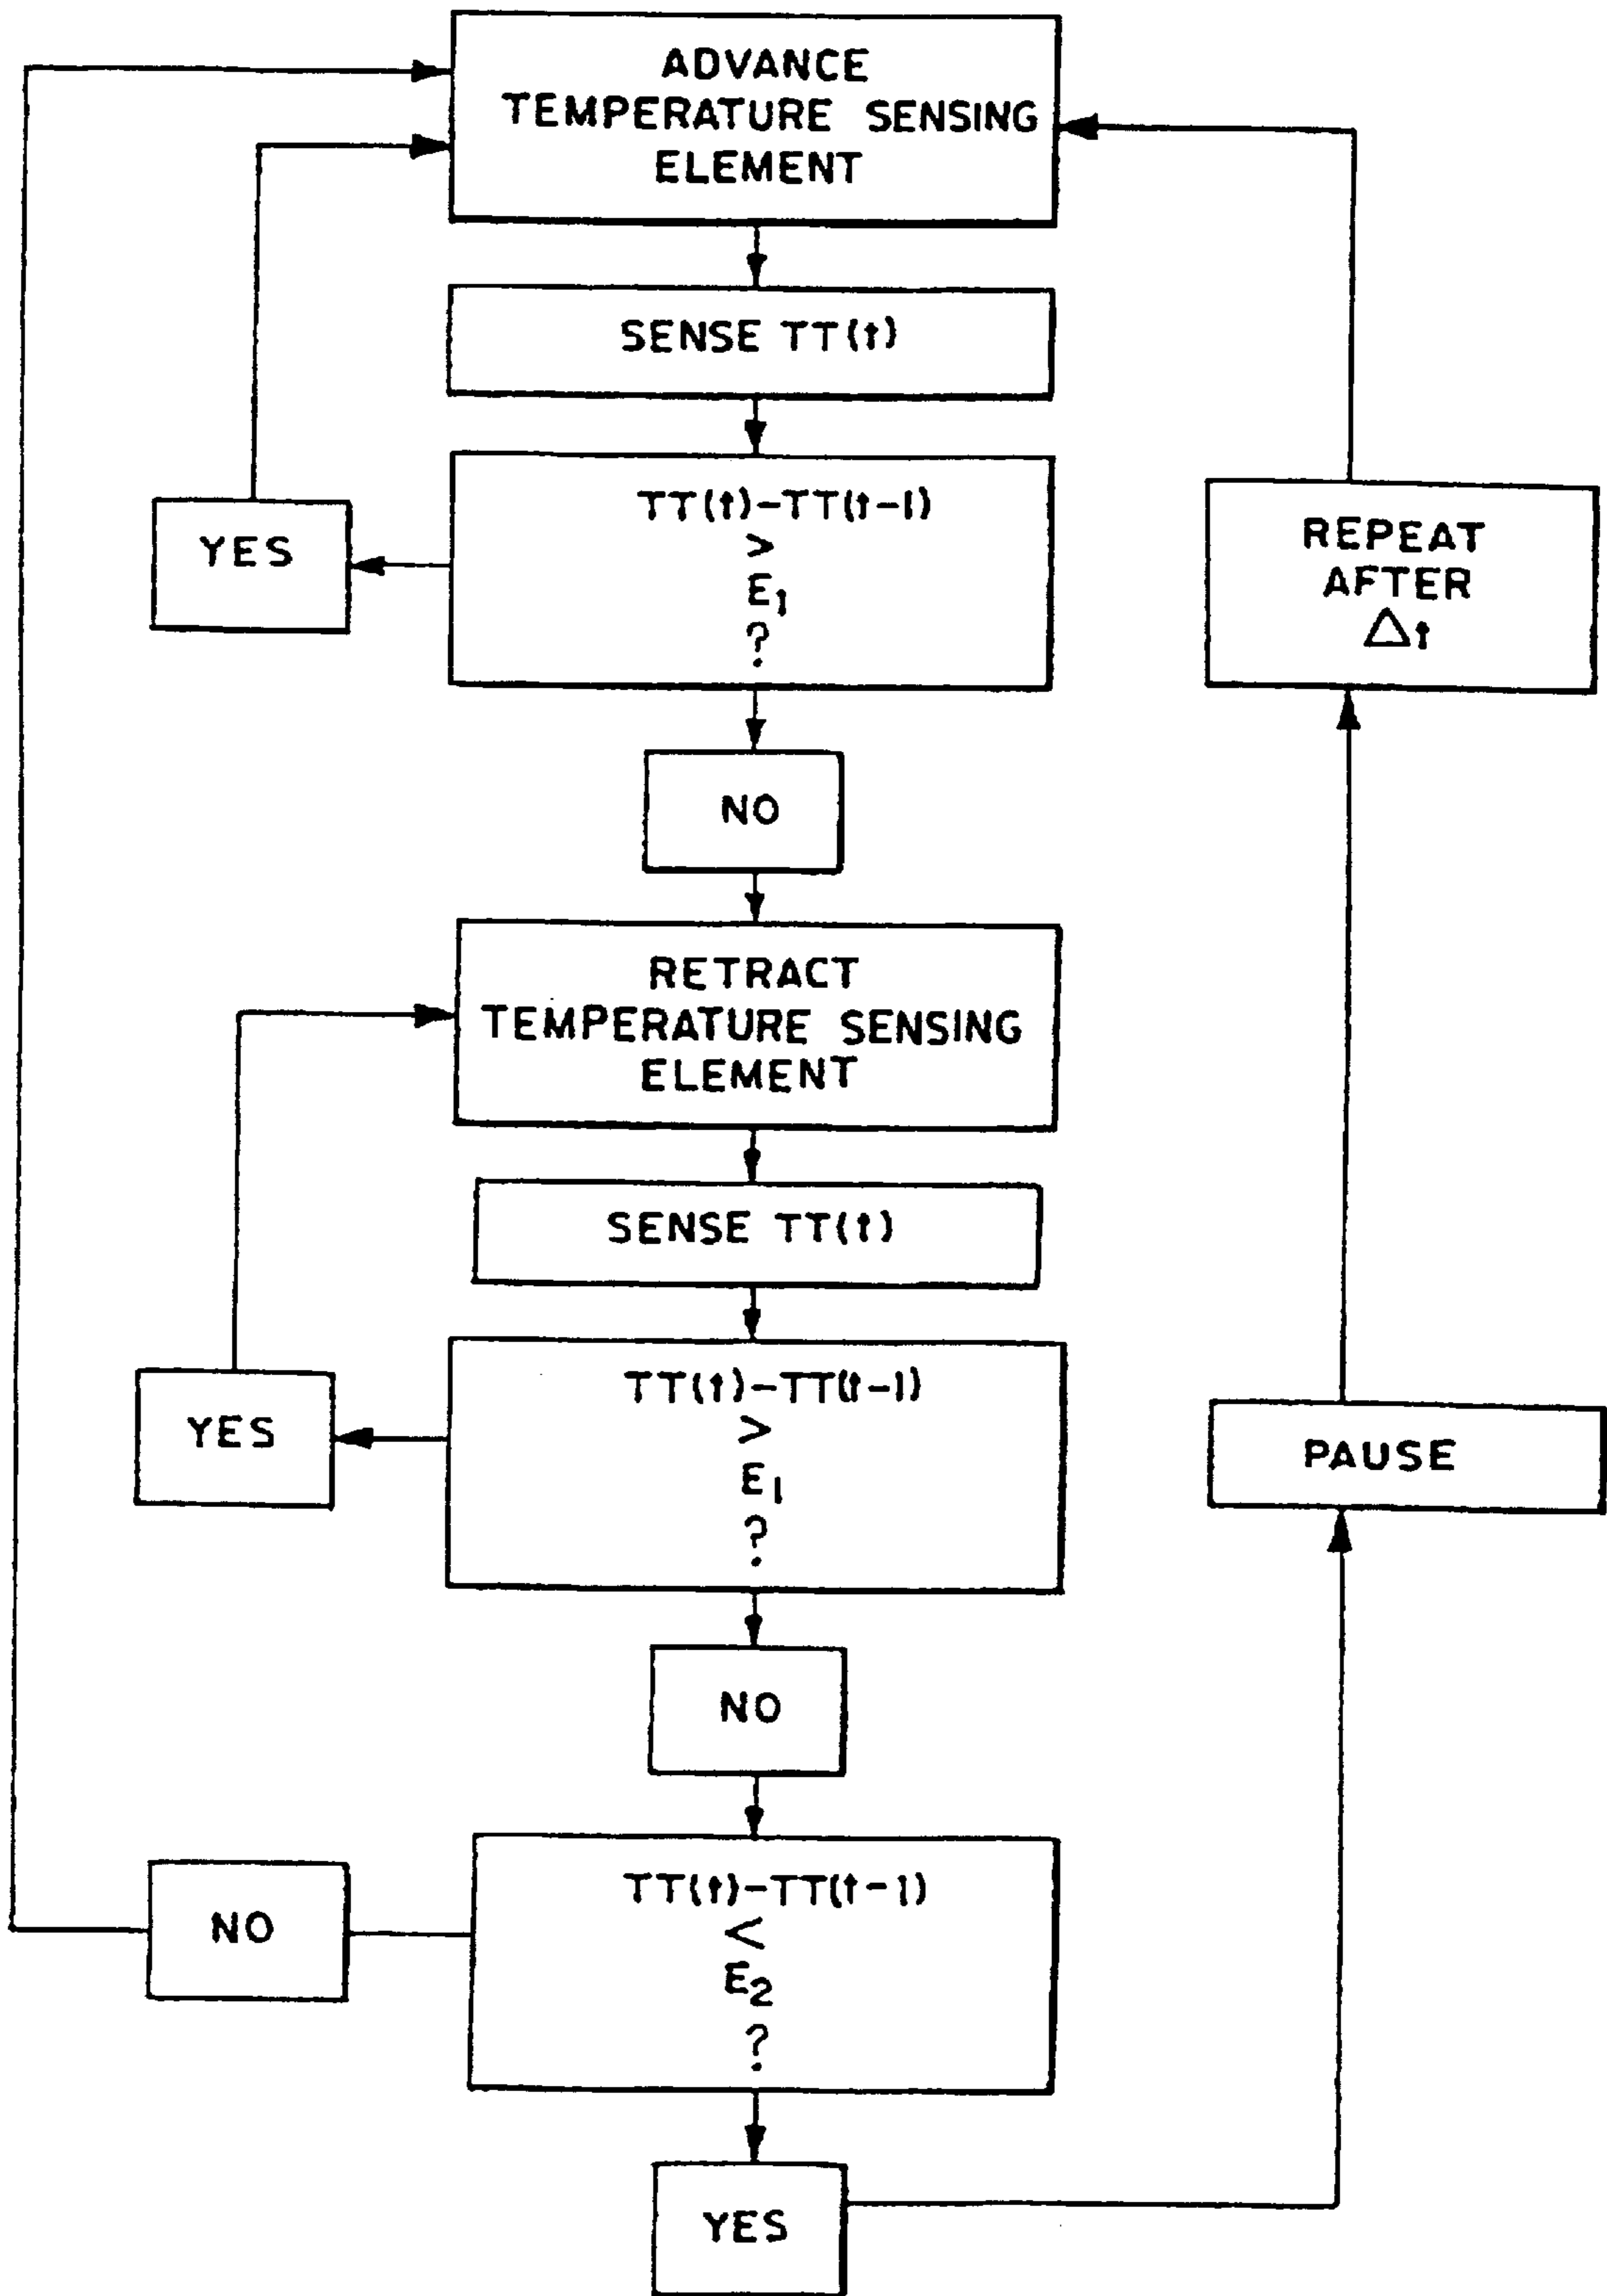 ADVANCE
TEMPERATURE SENSING
ELEMENT
SENSE TT(t)
TT(t)-TT(t-1)
>
E1
?
YES
REPEAT
AFTER
△t
NO
RETRACT
TEMPERATURE SENSING
ELEMENT
SENSE TT(t)
TT(t)-TT(t-1)
>
E1
?
YES
PAUSE
NO
TT(t)-TT(t-1)
<
E2
?
NO
YES